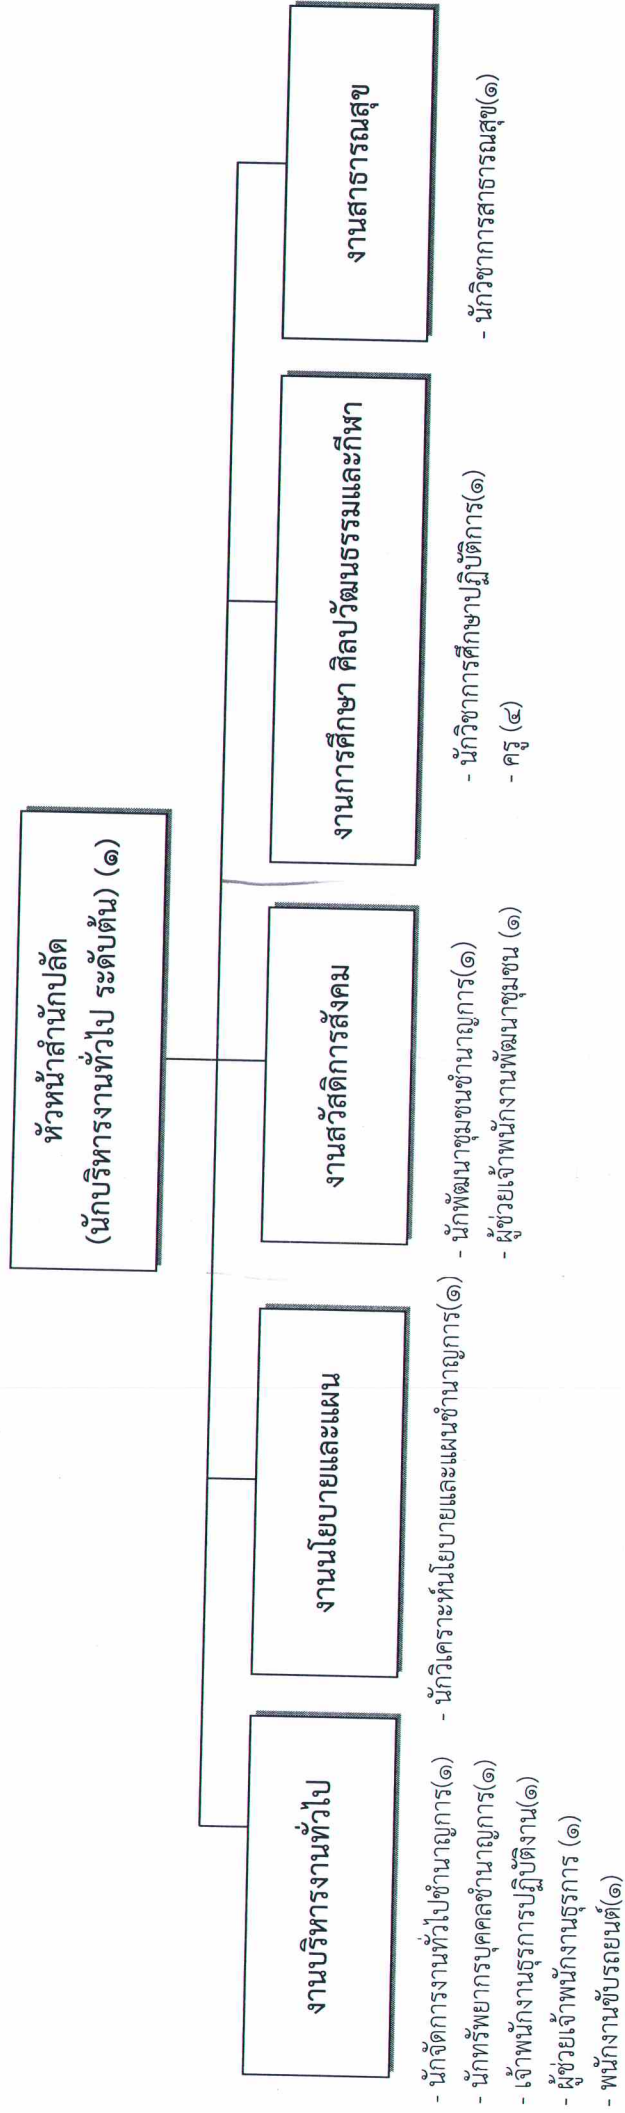 หัวหน้าสำนักปลัด
(นักบริหารงานทั่วไป ระดับต้น) (๑)
งานบริหารงานทั่วไป
- นักจัดการงานทั่วไปชำนาญการ(๑)
- นักทรัพยากรบุคคลชำนาญการ(๑)
- เจ้าพนักงานธุรการปฏิบัติงาน(๑)
- ผู้ช่วยเจ้าพนักงานธุรการ (๑)
- พนักงานขับรถยนต์(๑)
งานนโยบายและแผน
- นักวิเคราะห์นโยบายและแผนชำนาญการ(๑)
งานสวัสดิการสังคม
- นักพัฒนาชุมชนชำนาญการ(๑)
- ผู้ช่วยเจ้าพนักงานพัฒนาชุมชน (๑)
งานการศึกษา ศิลปวัฒนธรรมและกีฬา
- นักวิชาการศึกษาปฏิบัติการ(๑)
- ครู (๔)
งานสาธารณสุข
- นักวิชาการสาธารณสุข(๑)